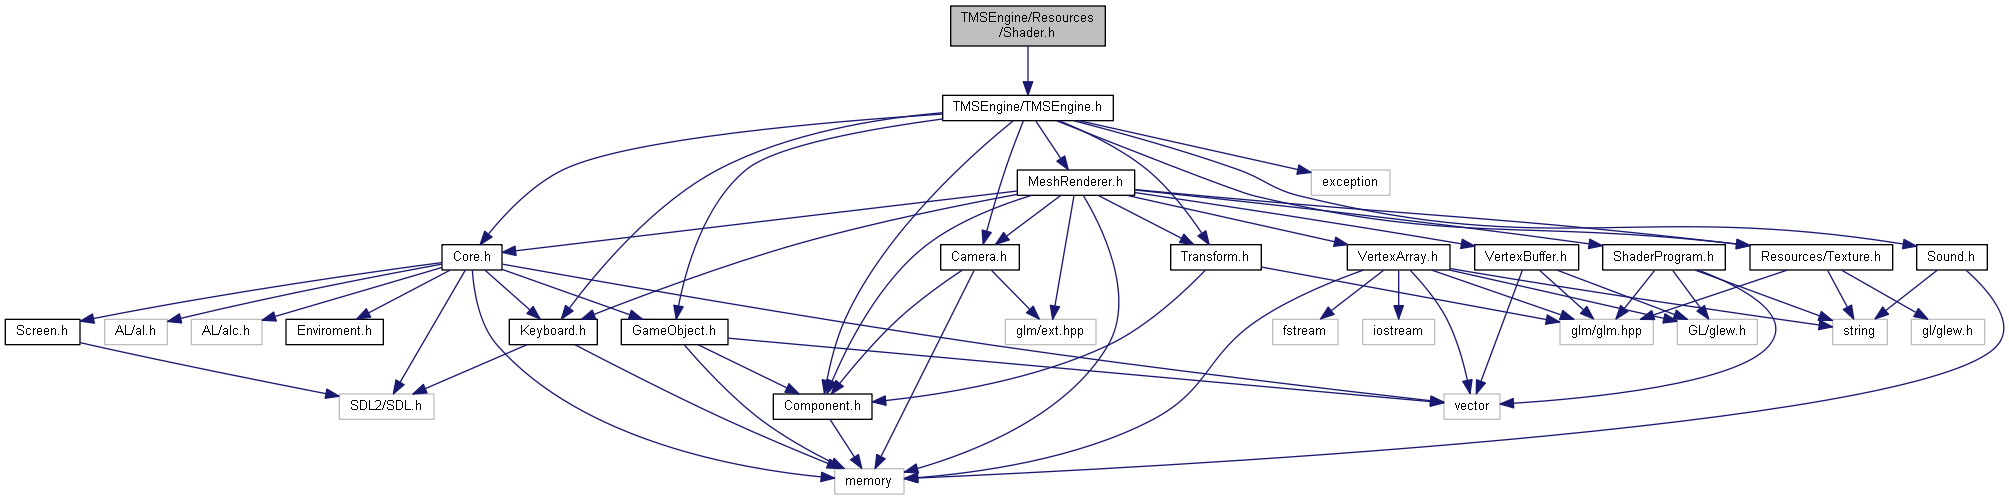 TMSEngine/Resources
/Shader.h
TMSEngine/TMSEngine.h
MeshRenderer.h
exception
Core.h
Camera.h
Transform.h
VertexArray.h
VertexBuffer.h
ShaderProgram.h
Resources/Texture.h
Sound.h
Screen.h
AL/al.h
AL/alc.h
Enviroment.h
Keyboard.h
GameObject.h
glm/ext.hpp
fstream
iostream
glm/glm.hpp
GL/glew.h
string
gl/glew.h
SDL2/SDL.h
Component.h
vector
memory